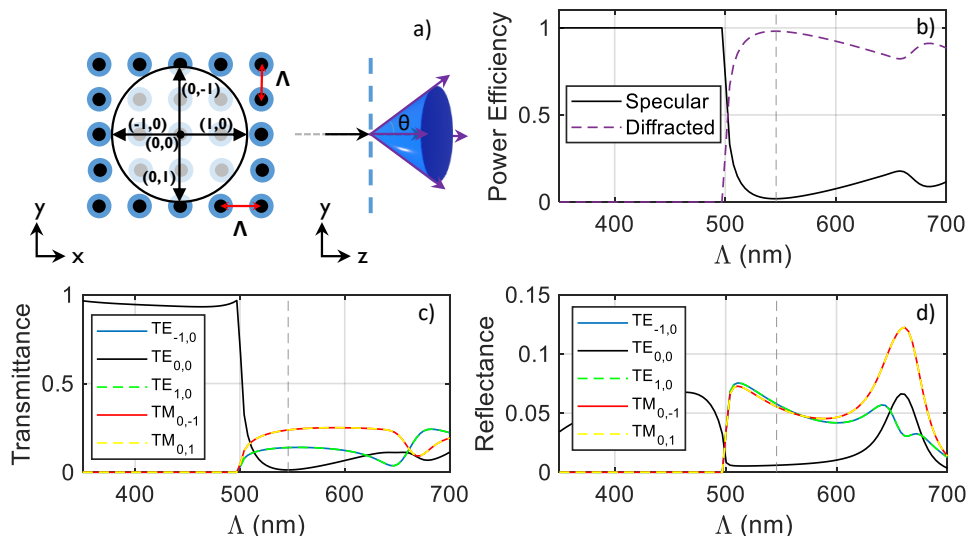 a)
(0,-1)
Λ
(-1,0) (1,0)
(0,0)
(0,1)
Λ
y
x
θ
y
z
b)
Power Efficiency
1
0.5
0
Specular
Diffracted
400 500 600 700
Λ (nm)
c)
Transmittance
1
0.5
0
TE-1,0
TE0,0
TE1,0
TM0,-1
TM0,1
400 500 600 700
Λ (nm)
d)
Reflectance
0.15
0.1
0.05
0
TE-1,0
TE0,0
TE1,0
TM0,-1
TM0,1
400 500 600 700
Λ (nm)